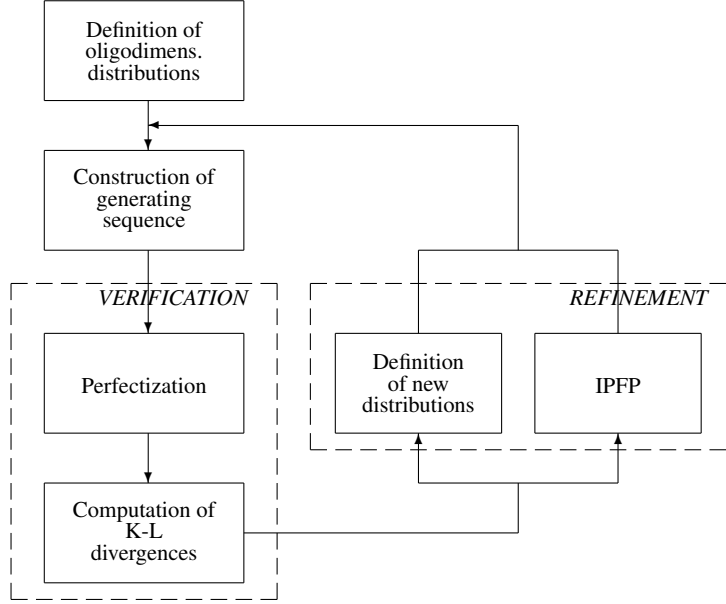 Definition of
oligodimens.
distributions
Construction of
generating
sequence
VERIFICATION
Perfectization
Computation of
K-L
divergences
REFINEMENT
Definition
of new
distributions
IPFP